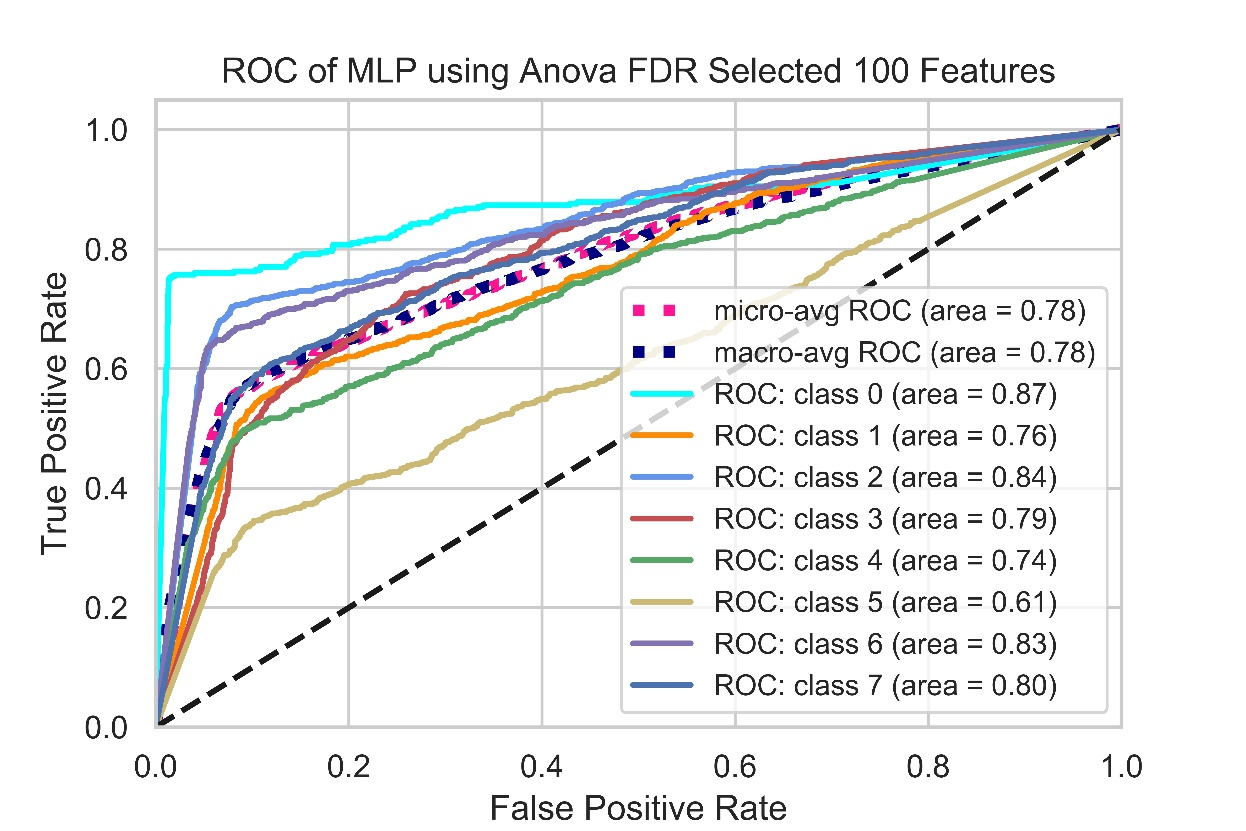 ROC of MLP using Anova FDR Selected 100 Features
1.0
0.8
0.6
0.4
0.2
0.0
True Positive Rate
micro-avg ROC (area = 0.78)
macro-avg ROC (area = 0.78)
ROC: class 0 (area = 0.87)
ROC: class 1 (area = 0.76)
ROC: class 2 (area = 0.84)
ROC: class 3 (area = 0.79)
ROC: class 4 (area = 0.74)
ROC: class 5 (area = 0.61)
ROC: class 6 (area = 0.83)
ROC: class 7 (area = 0.80)
0.0 0.2 0.4 0.6 0.8 1.0
False Positive Rate